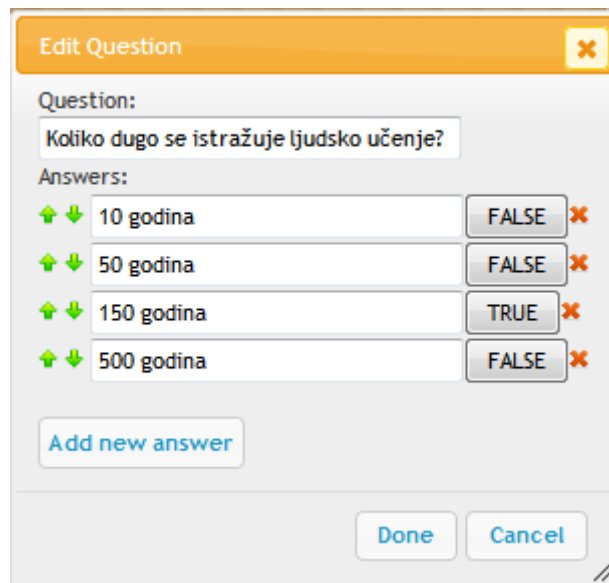 Edit Question
Question:
Koliko dugo se istražuje ljudsko učenje?
Answers:
10 godina FALSE
50 godina FALSE
150 godina TRUE
500 godina FALSE
Add new answer
Done Cancel